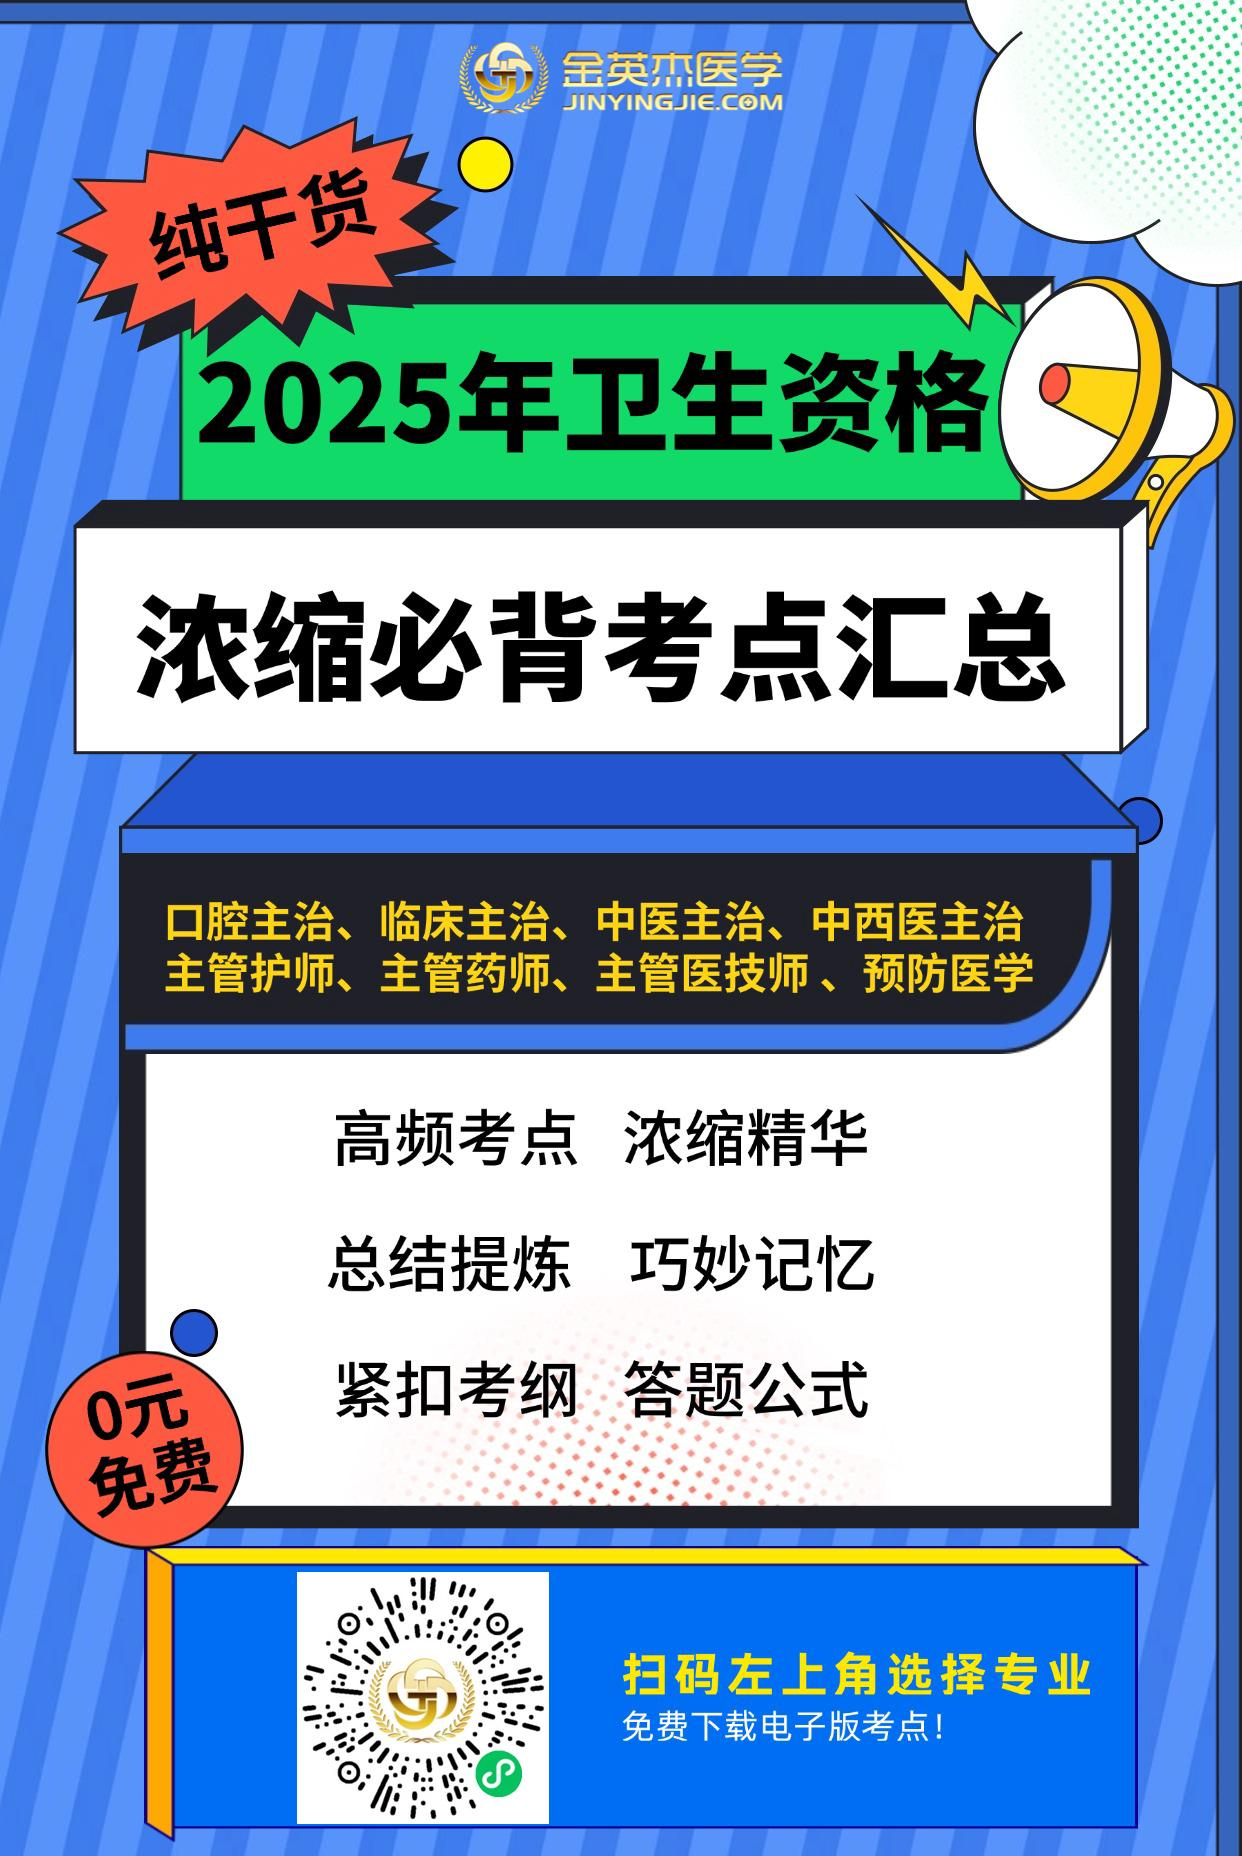 金英杰医学
JINYINGJIE.COM
纯干货
2025年卫生资格
浓缩必背考点汇总
口腔主治、临床主治、中医主治、中西医主治
主管护师、主管药师、主管医技师 、预防医学
高频考点 浓缩精华
总结提炼 巧妙记忆
紧扣考纲 答题公式
0元
免费
扫码左上角选择专业
免费下载电子版考点!